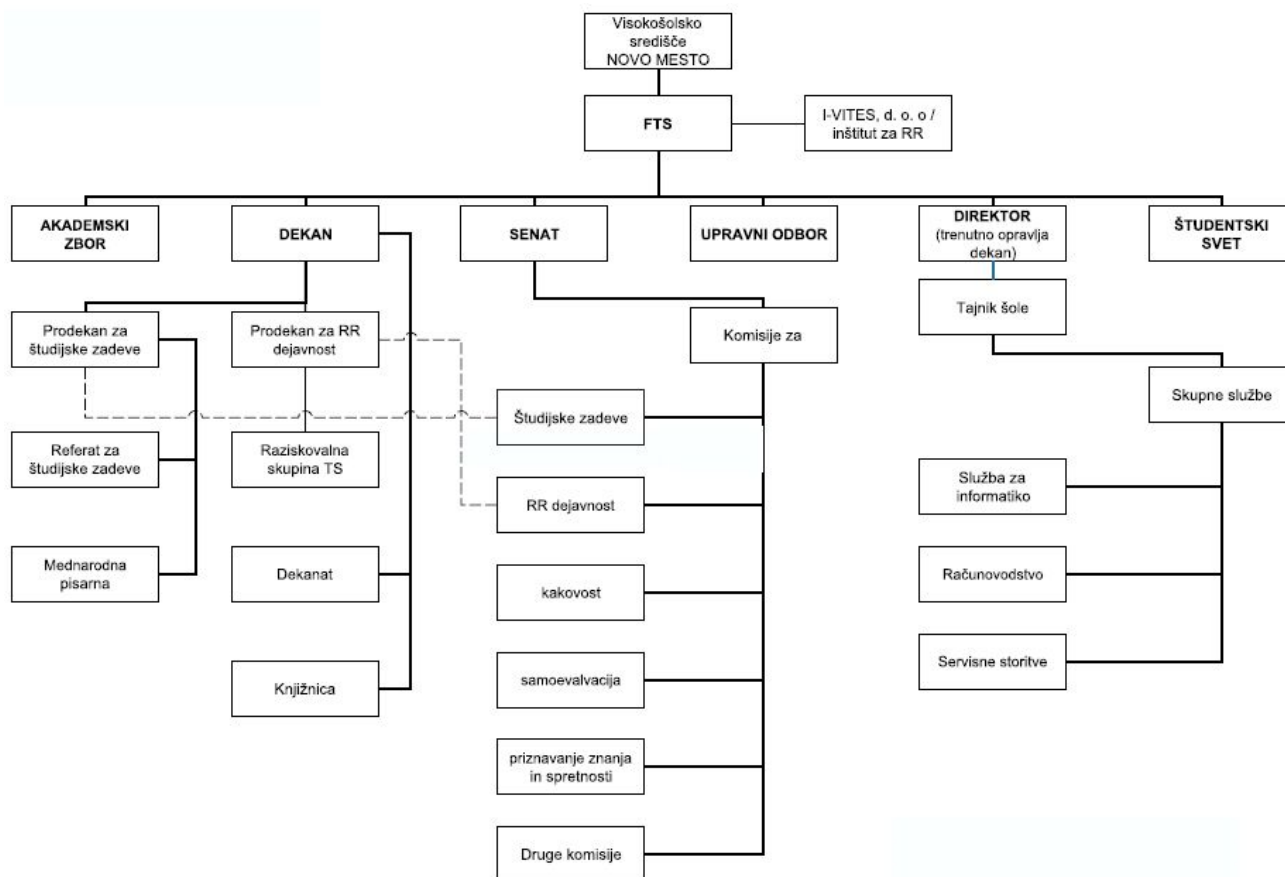 Visokošolsko
središče
NOVO MESTO
FTS
I-VITES, d. o. o /
inštitut za RR
AKADEMSKI
ZBOR
DEKAN
SENAT
UPRAVNI ODBOR
DIREKTOR
(trenutno opravlja
dekan)
ŠTUDENTSKI
SVET
Prodekan za
študijske zadeve
Prodekan za RR
dejavnost
Komisije za
Tajnik šole
Študijske zadeve
Skupne službe
Referat za
študijske zadeve
Raziskovalna
skupina TS
RR dejavnost
Služba za
informatiko
Mednarodna
pisarna
Dekanat
kakovost
Računovodstvo
Knjižnica
samoevalvacija
Servisne storitve
priznavanje znanja
in spretnosti
Druge komisije